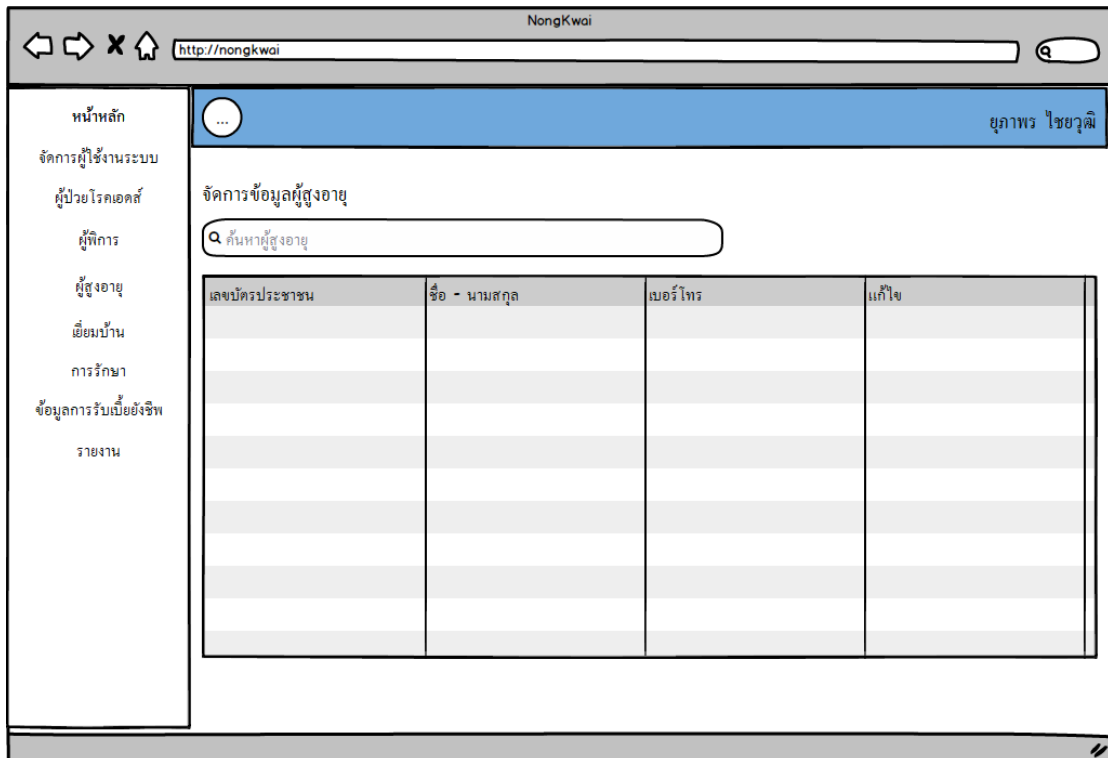 NongKwai
http://nongkwai
หน้าหลัก
จัดการผู้ใช้งานระบบ
ผู้ป่วยโรคเอดส์
ผู้พิการ
ผู้สูงอายุ
เยี่ยมบ้าน
การรักษา
ข้อมูลการรับเบี้ยยังชีพ
รายงาน
...
ยุภาพร ไชยวุฒิ
จัดการข้อมูลผู้สูงอายุ
ค้นหาผู้สูงอายุ
เลขบัตรประชาชน ชื่อ - นามสกุล เบอร์โทร แก้ไข